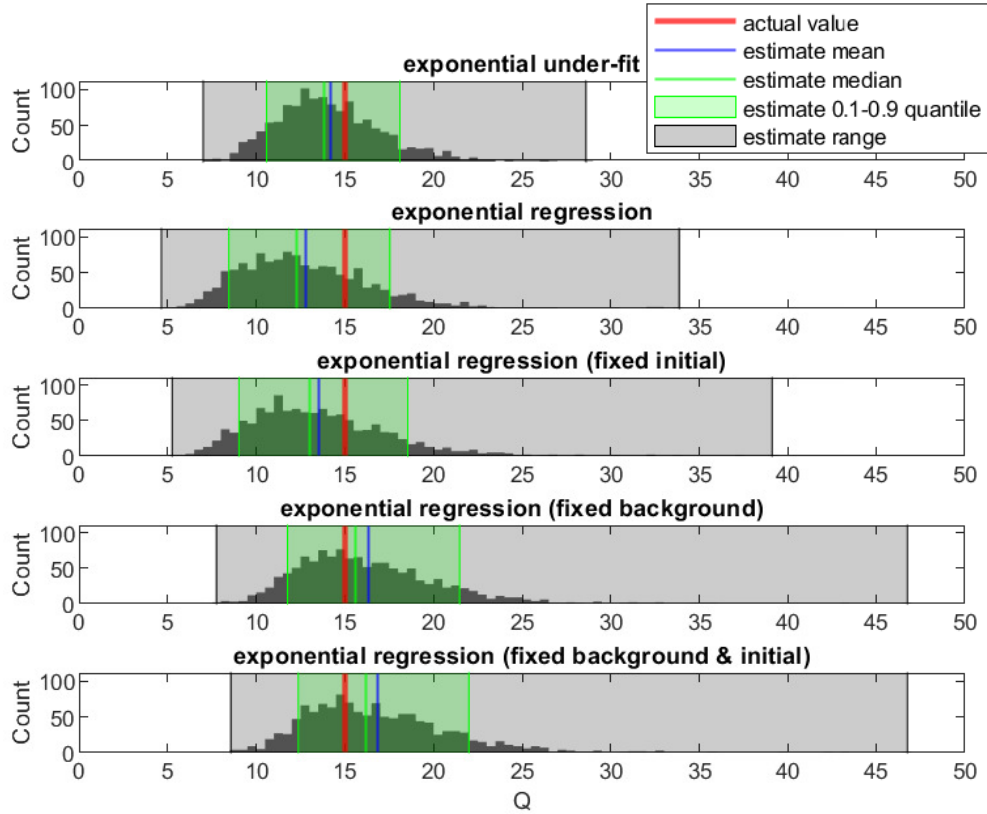 actual value
estimate mean
estimate median
estimate 0.1-0.9 quantile
estimate range
exponential under-fit
Count
100
50
0
0 5 10 15 20 25 30 35 40 45 50
exponential regression
Count
100
50
0
0 5 10 15 20 25 30 35 40 45 50
exponential regression (fixed initial)
Count
100
50
0
0 5 10 15 20 25 30 35 40 45 50
exponential regression (fixed background)
Count
100
50
0
0 5 10 15 20 25 30 35 40 45 50
exponential regression (fixed background & initial)
Count
100
50
0
0 5 10 15 20 25 30 35 40 45 50
Q